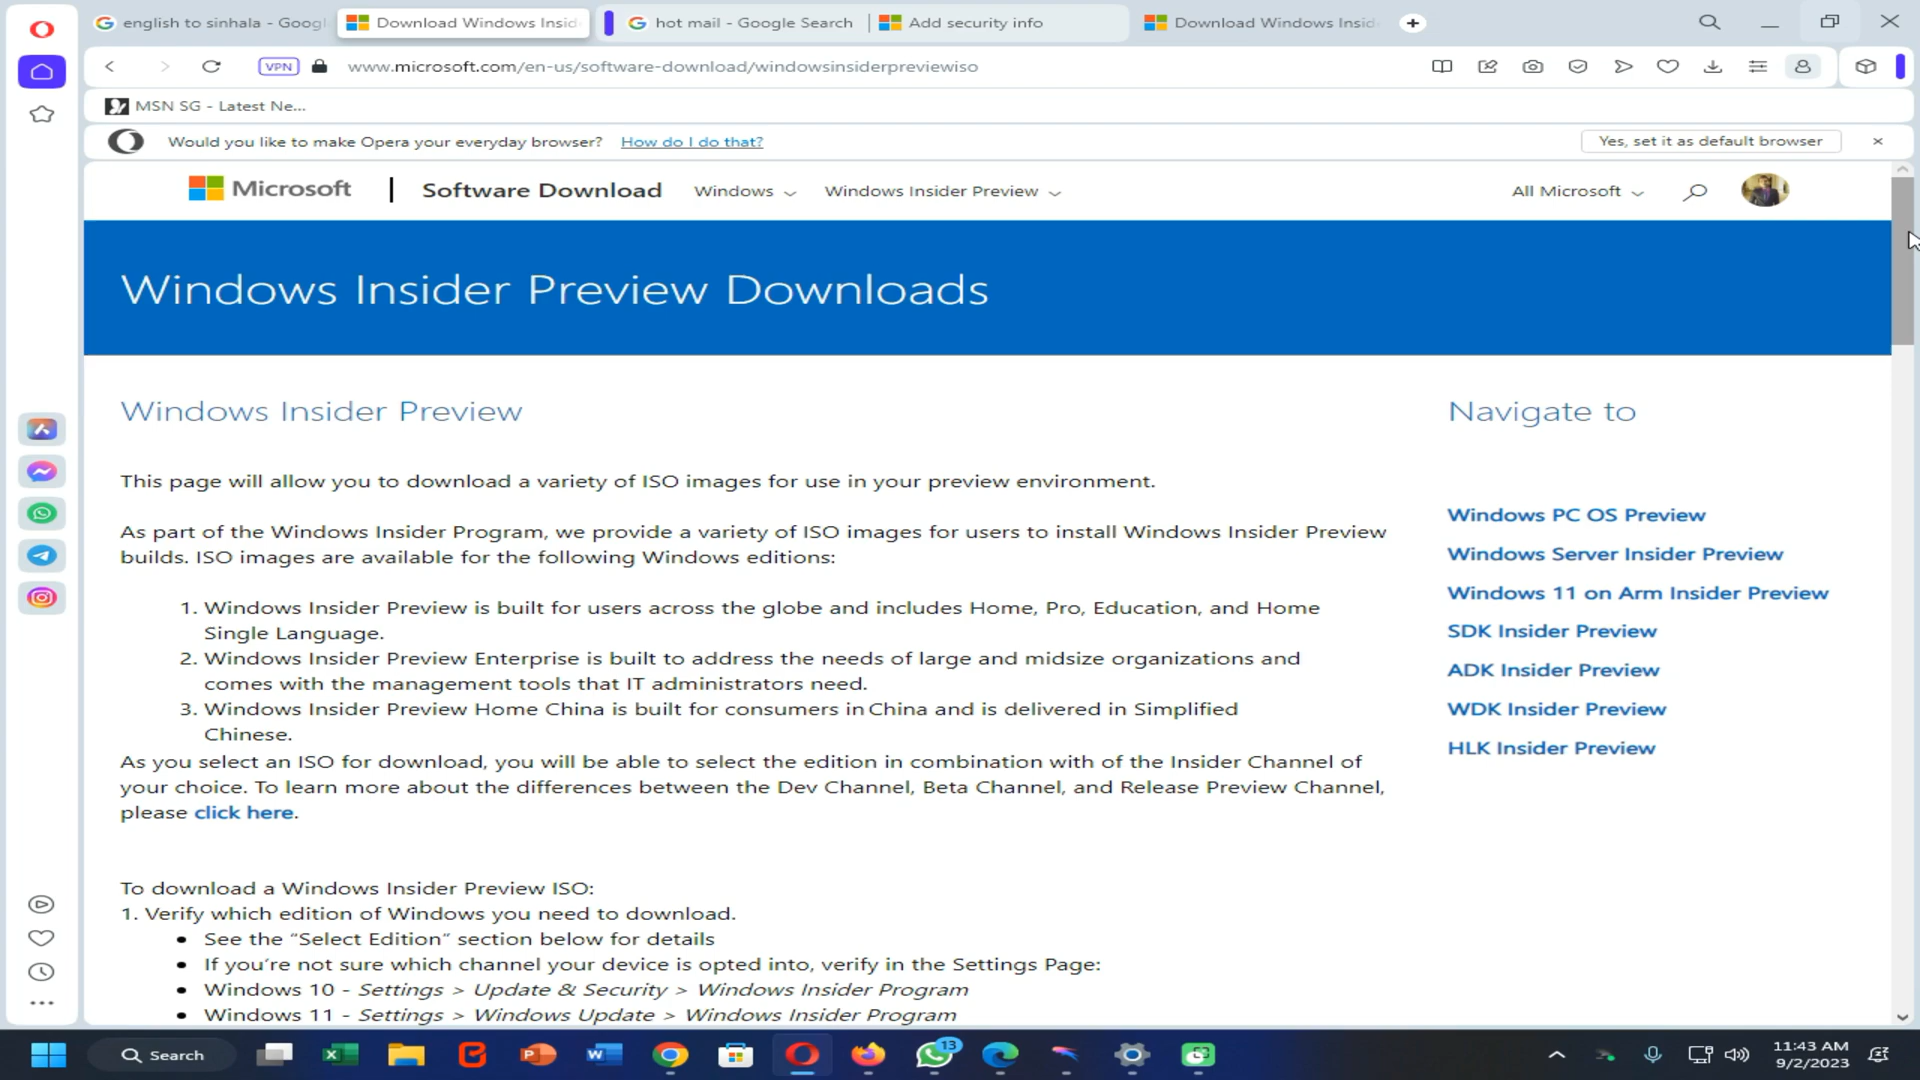 english to sinhala - Goog
Download Windows Insid
hot mail - Google Search
Add security info
Download Windows Insid
VPN
www.microsoft.com/en-us/software-download/windowsinsiderpreviewiso
MSN SG - Latest Ne...
Would you like to make Opera your everyday browser? How do I do that?
Yes, set it as default browser
Microsoft
Software Download
Windows
Windows Insider Preview
All Microsoft
Windows Insider Preview Downloads
Windows Insider Preview
This page will allow you to download a variety of ISO images for use in your preview environment.
As part of the Windows Insider Program, we provide a variety of ISO images for users to install Windows Insider Preview
builds. ISO images are available for the following Windows editions:
1. Windows Insider Preview is built for users across the globe and includes Home, Pro, Education, and Home
Single Language.
2. Windows Insider Preview Enterprise is built to address the needs of large and midsize organizations and
comes with the management tools that IT administrators need.
3. Windows Insider Preview Home China is built for consumers in China and is delivered in Simplified
Chinese.
As you select an ISO for download, you will be able to select the edition in combination with of the Insider Channel of
your choice. To learn more about the differences between the Dev Channel, Beta Channel, and Release Preview Channel,
please click here.
To download a Windows Insider Preview ISO:
1. Verify which edition of Windows you need to download.
• See the “Select Edition” section below for details
• If you’re not sure which channel your device is opted into, verify in the Settings Page:
• Windows 10 - Settings > Update & Security > Windows Insider Program
• Windows 11 - Settings > Windows Update > Windows Insider Program
Navigate to
Windows PC OS Preview
Windows Server Insider Preview
Windows 11 on Arm Insider Preview
SDK Insider Preview
ADK Insider Preview
WDK Insider Preview
HLK Insider Preview
Search
13
11:43 AM
9/2/2023